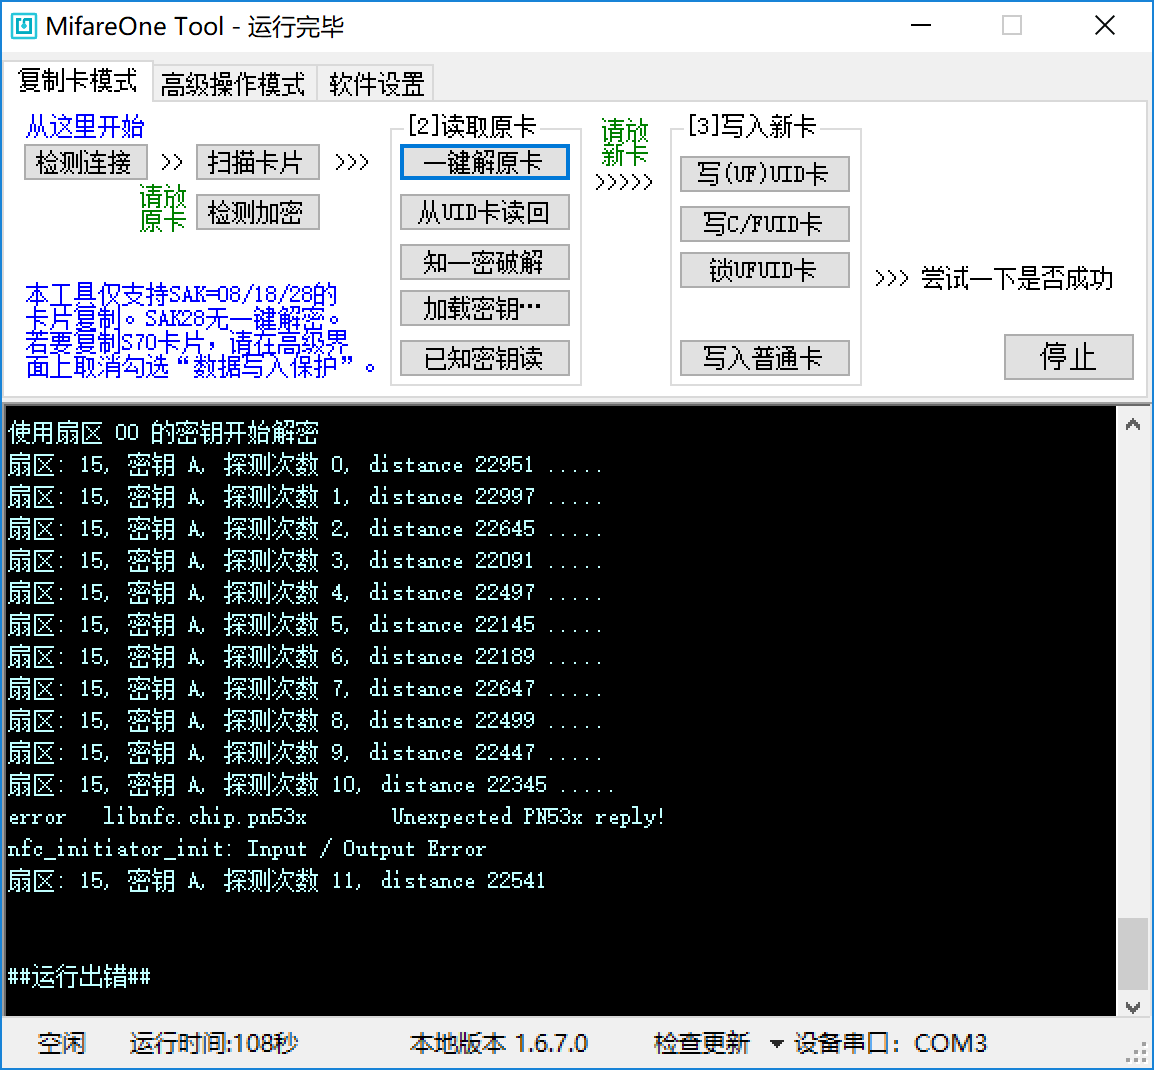 MifareOne Tool - 运行完毕
复制卡模式
高级操作模式
软件设置
从这里开始
检测连接
>>
扫描卡片
>>>
请放
原卡
检测加密
本工具仅支持SAK=08/18/28的
卡片复制。SAK28无一键解密。
若要复制S70卡片，请在高级界
面上取消勾选“数据写入保护”。
[2]读取原卡
一键解原卡
从UID卡读回
知一密破解
加载密钥…
已知密钥读
请放
新卡
>>>>>
[3]写入新卡
写(UF)UID卡
写C/FUID卡
锁UFUID卡
写入普通卡
>>> 尝试一下是否成功
停止
使用扇区 00 的密钥开始解密
扇区: 15, 密钥 A, 探测次数 0, distance 22951 .....
扇区: 15, 密钥 A, 探测次数 1, distance 22997 .....
扇区: 15, 密钥 A, 探测次数 2, distance 22645 .....
扇区: 15, 密钥 A, 探测次数 3, distance 22091 .....
扇区: 15, 密钥 A, 探测次数 4, distance 22497 .....
扇区: 15, 密钥 A, 探测次数 5, distance 22145 .....
扇区: 15, 密钥 A, 探测次数 6, distance 22189 .....
扇区: 15, 密钥 A, 探测次数 7, distance 22647 .....
扇区: 15, 密钥 A, 探测次数 8, distance 22499 .....
扇区: 15, 密钥 A, 探测次数 9, distance 22447 .....
扇区: 15, 密钥 A, 探测次数 10, distance 22345 .....
error libnfc.chip.pn53x Unexpected PN53x reply!
nfc_initiator_init: Input / Output Error
扇区: 15, 密钥 A, 探测次数 11, distance 22541
##运行出错##
空闲
运行时间:108秒
本地版本 1.6.7.0
检查更新
设备串口：COM3